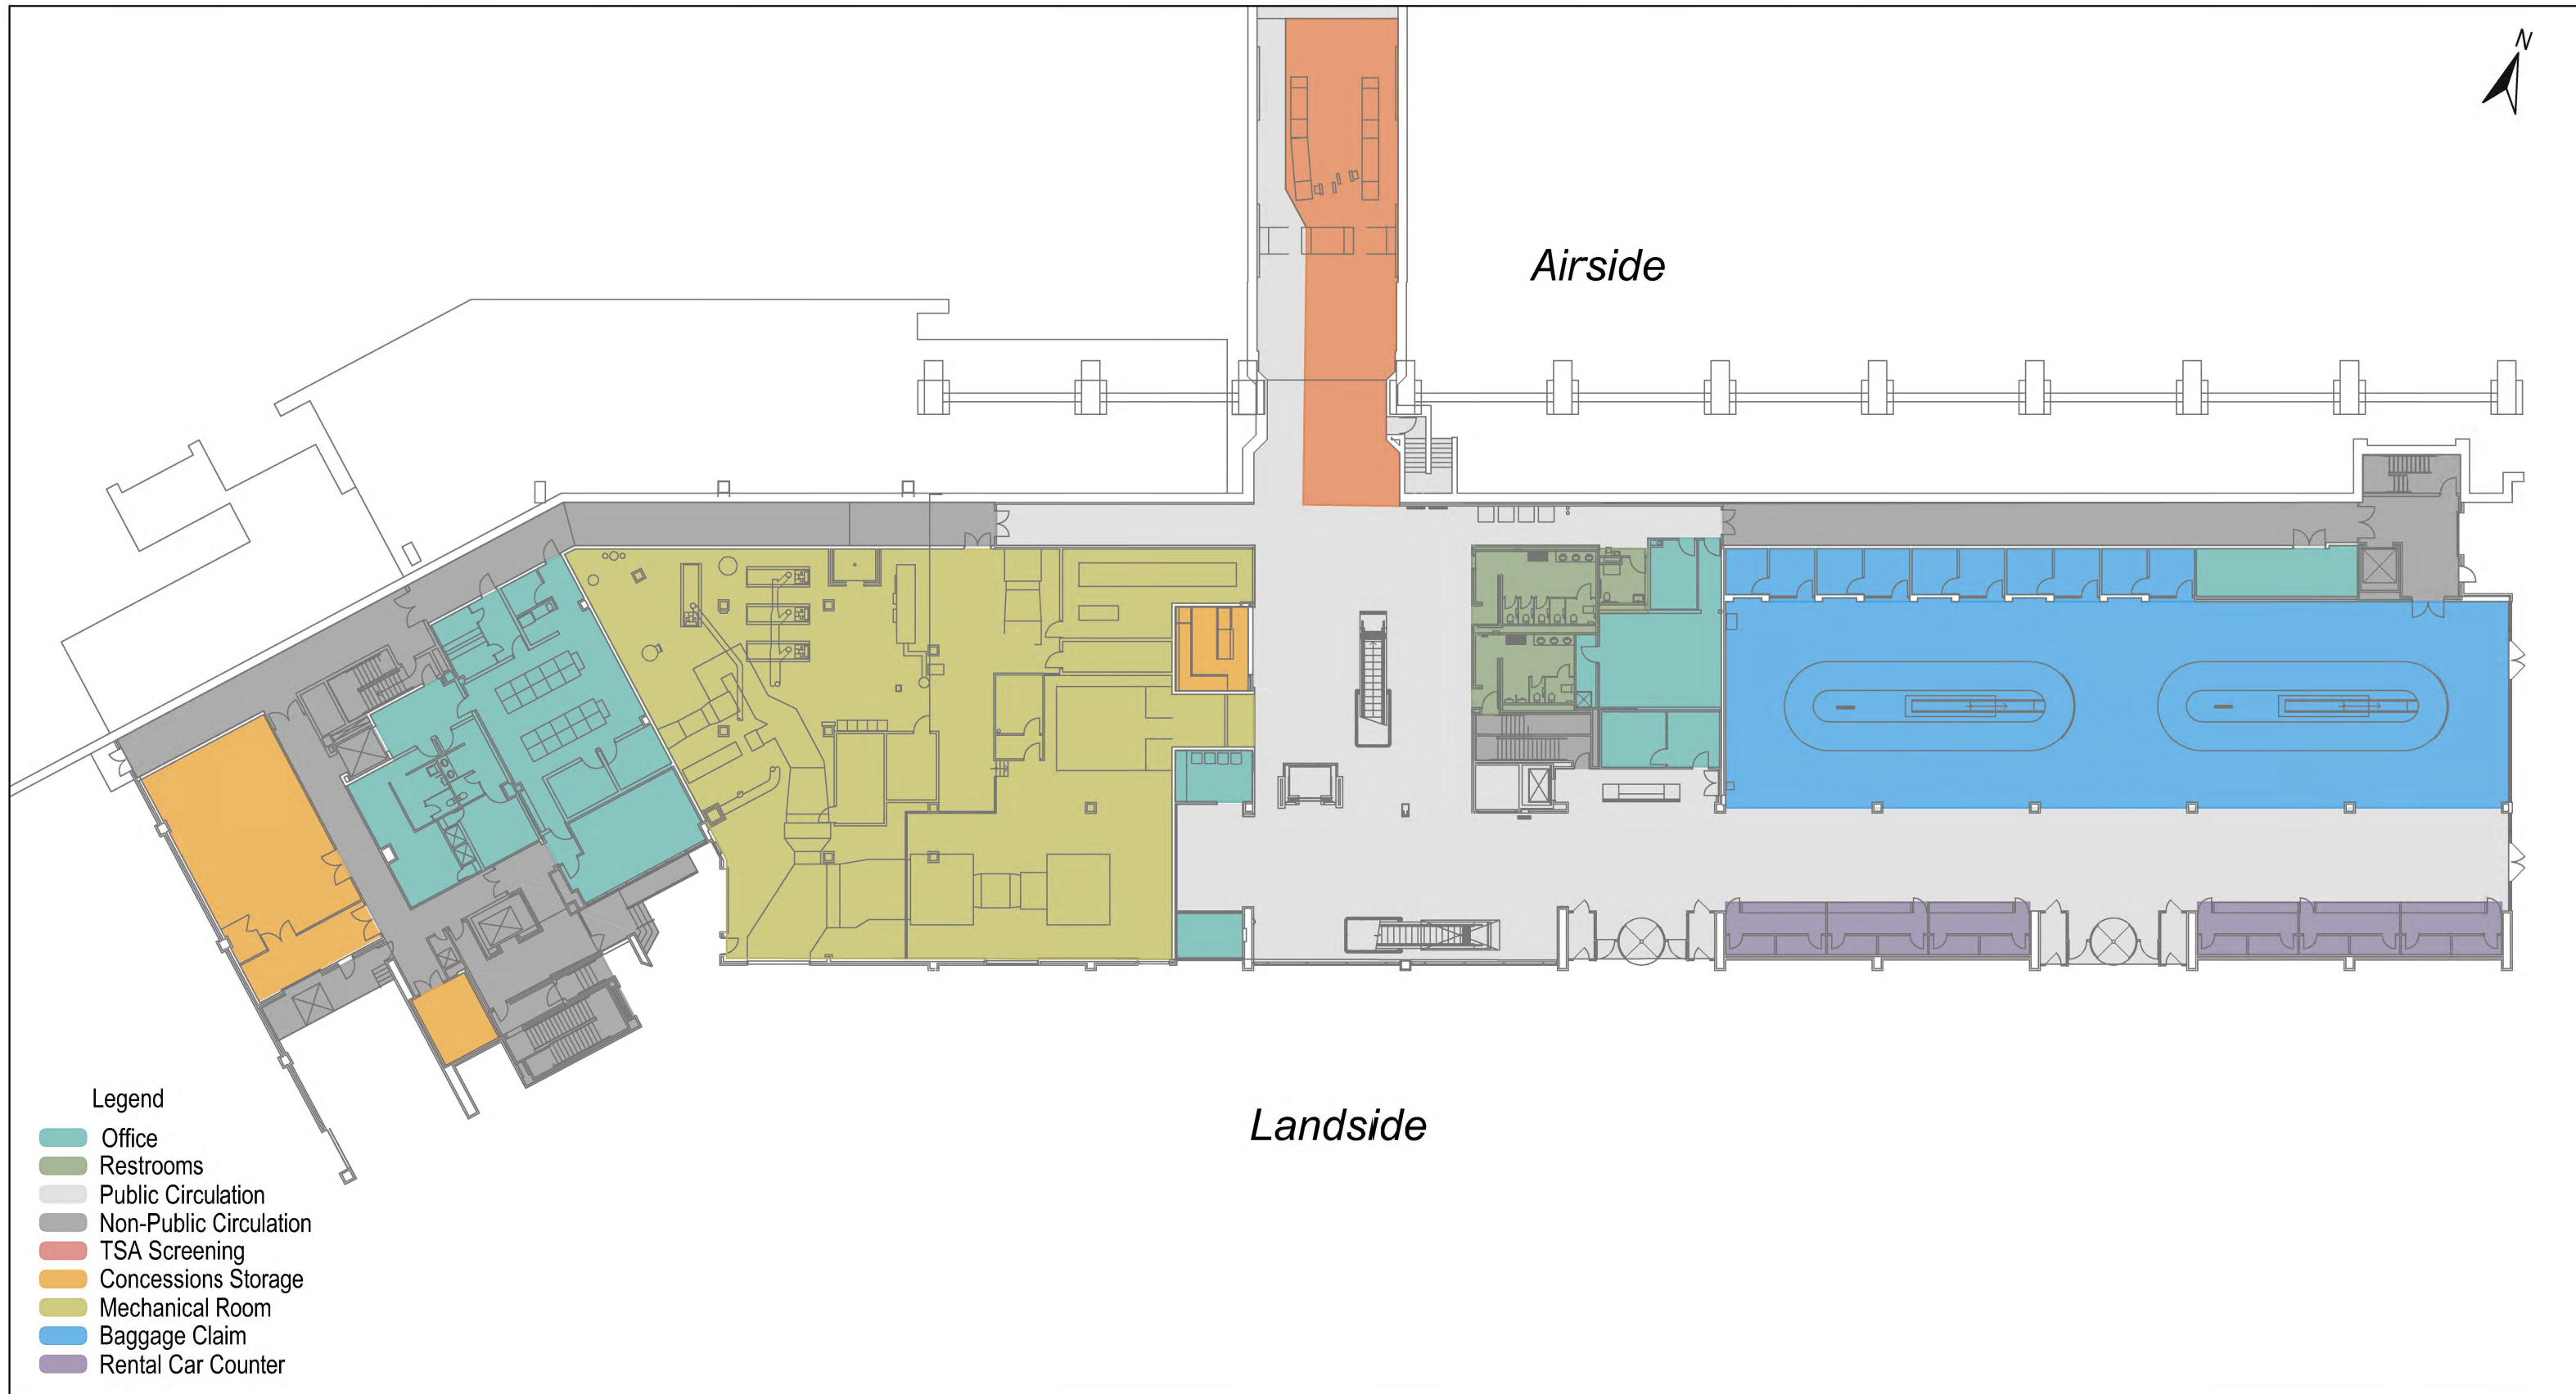 N
Airside
Landside
Legend
Office
Restrooms
Public Circulation
Non-Public Circulation
TSA Screening
Concessions Storage
Mechanical Room
Baggage Claim
Rental Car Counter